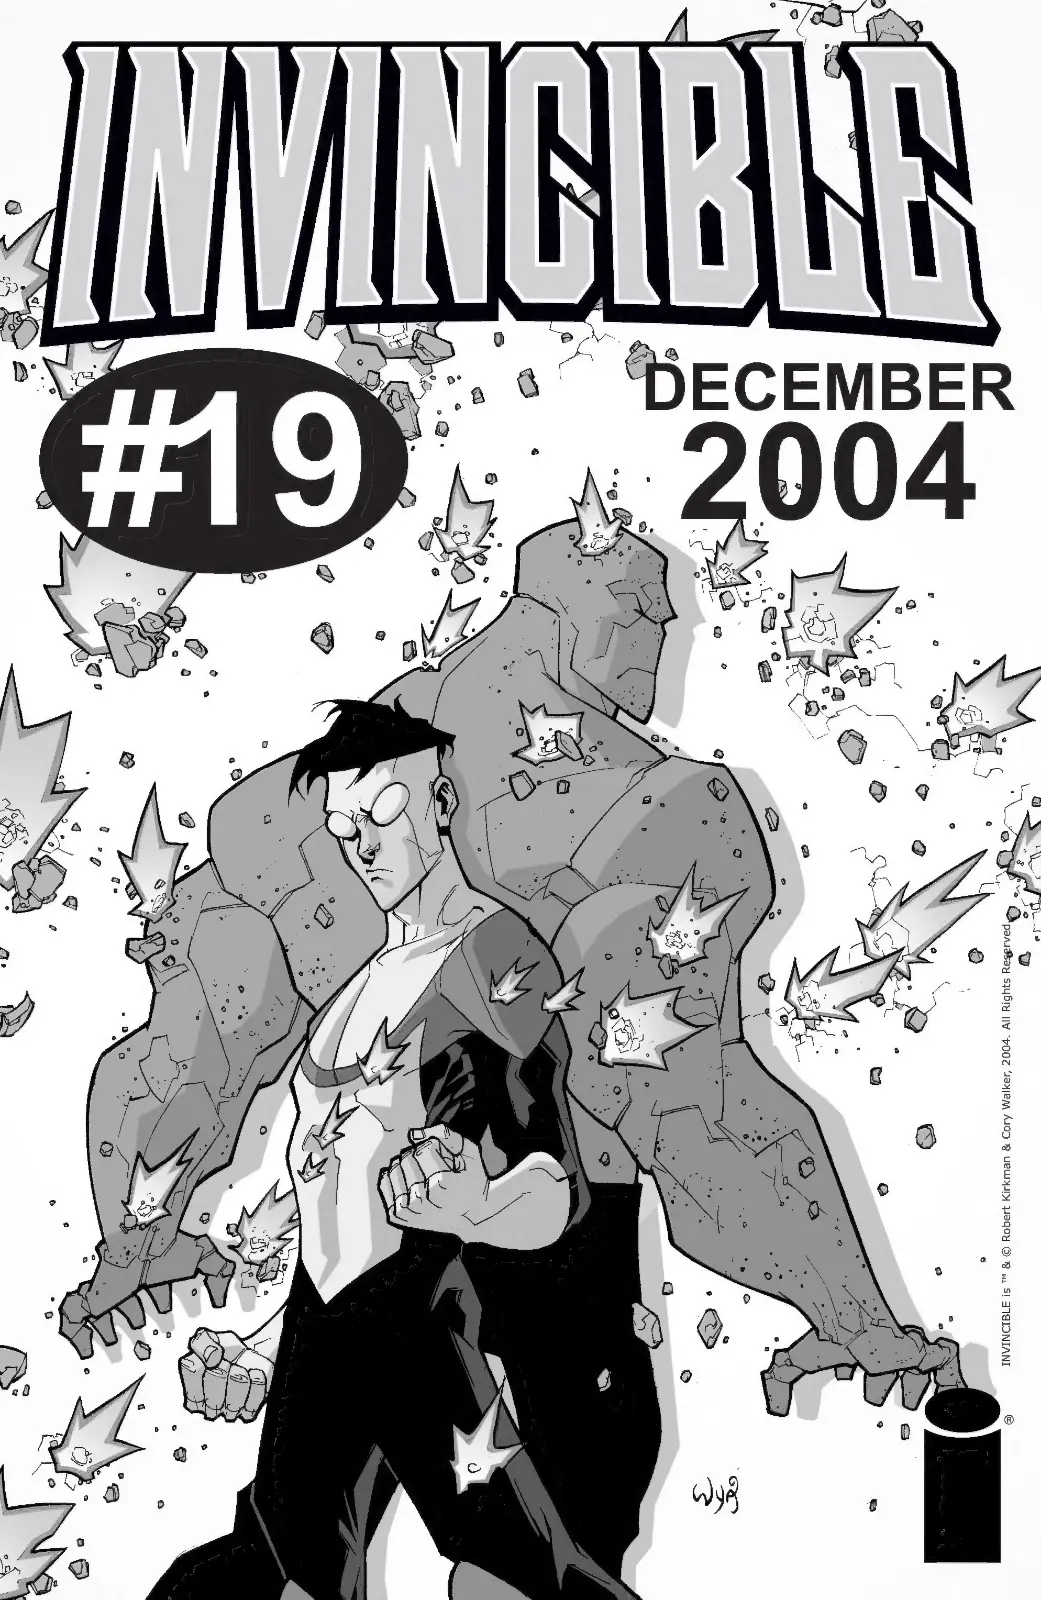 INVINCIBLE
#19
DECEMBER
2004
INVINCIBLE is ™ & © Robert Kirkman & Cory Walker, 2004. All Rights Reserved.
®